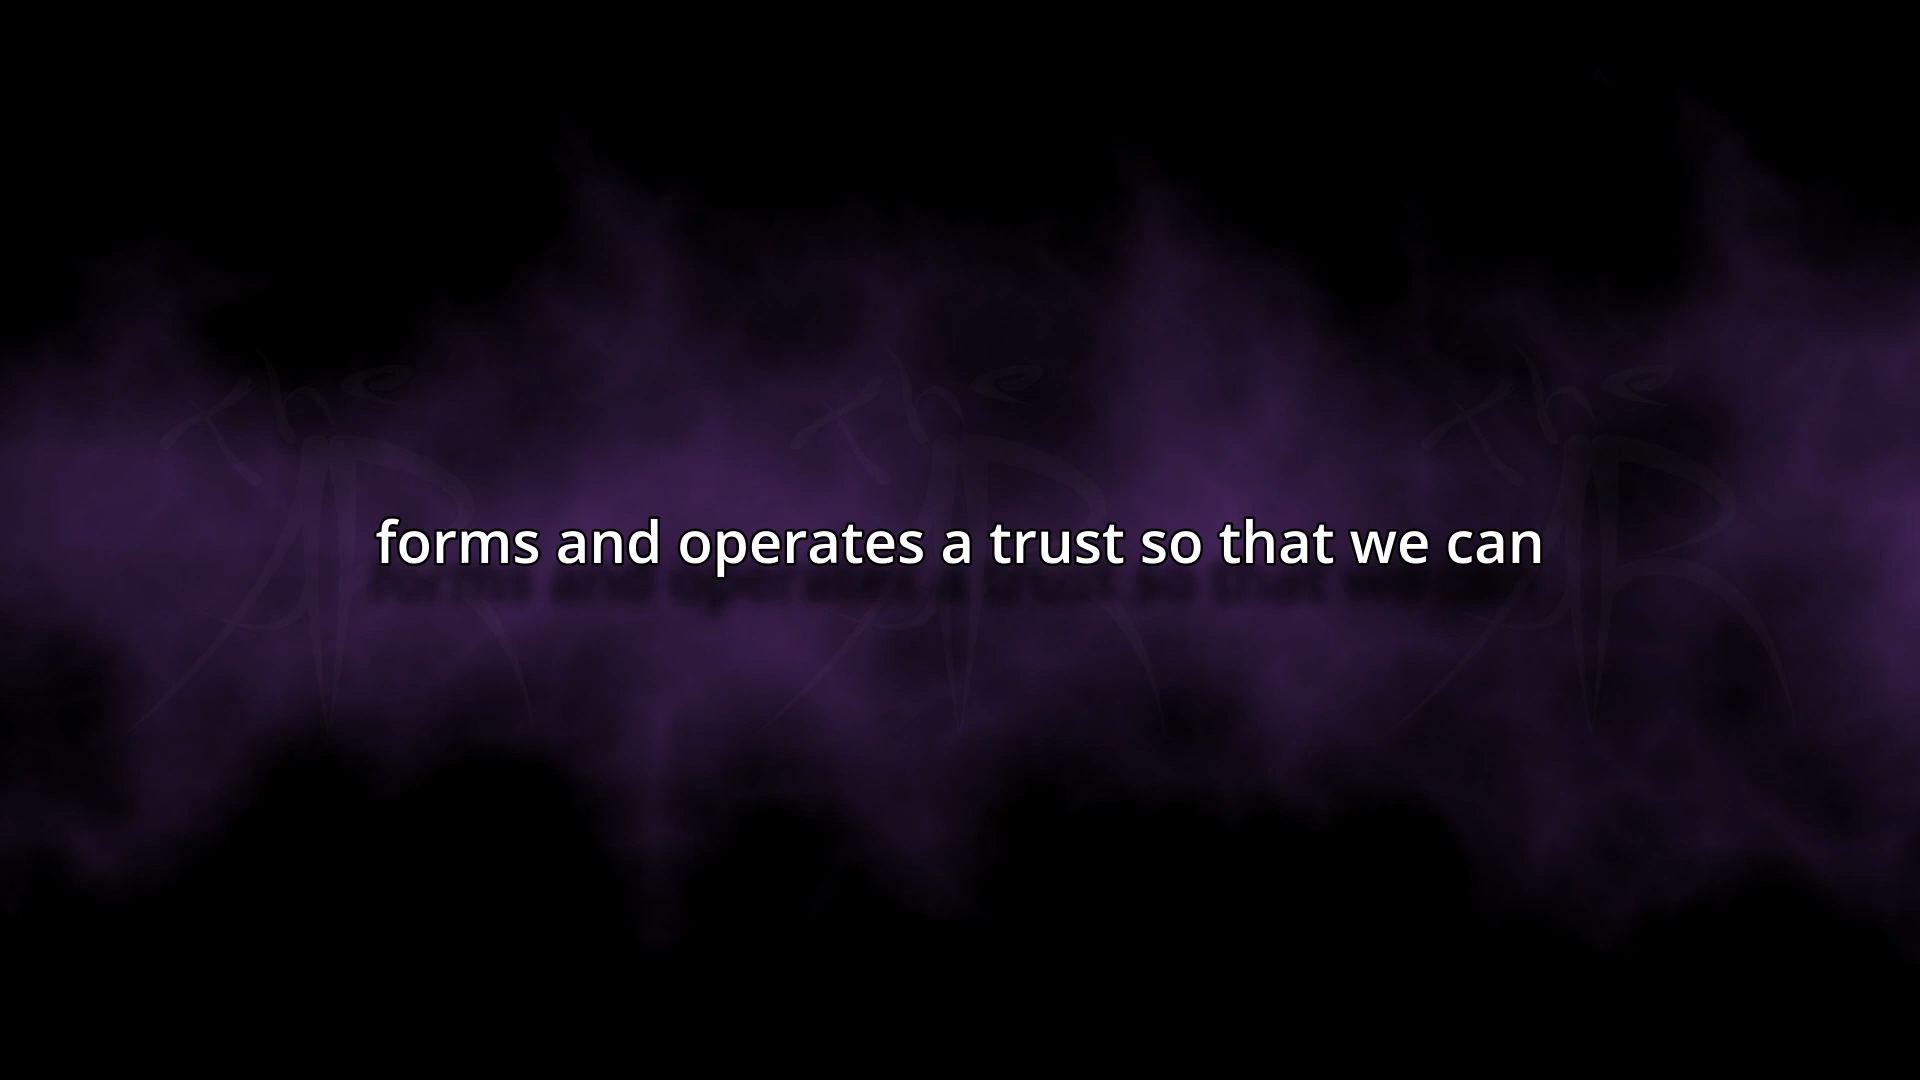 forms and operates a trust so that we can